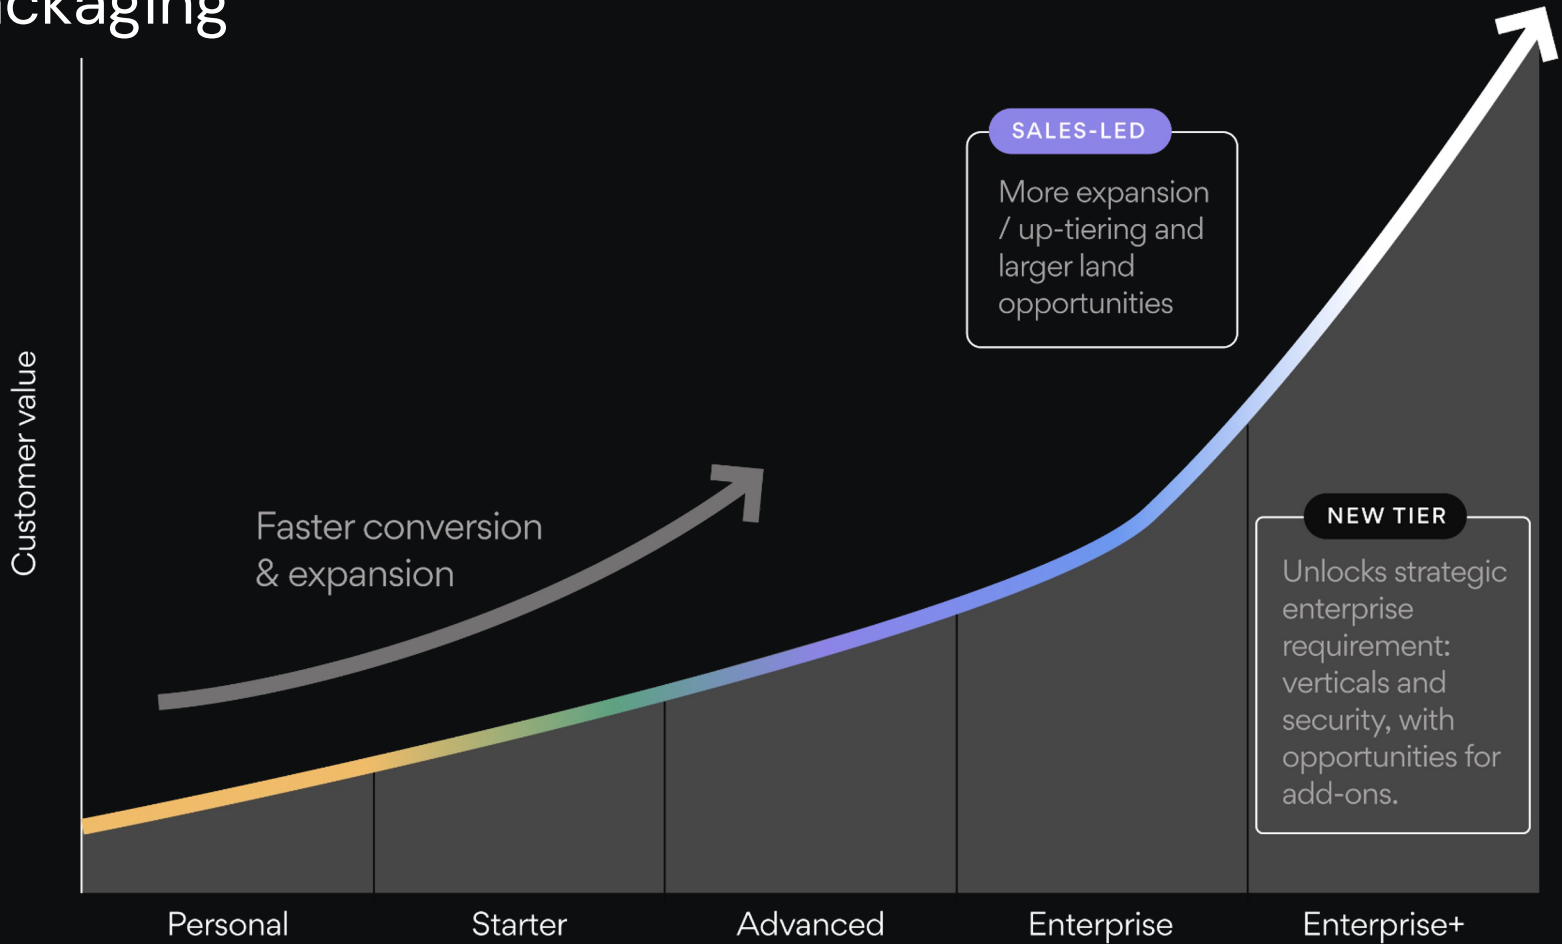 ckaging
SALES-LED
More expansion
/ up-tiering and
larger land
opportunities
Customer value
Faster conversion
& expansion
NEW TIER
Unlocks strategic
enterprise
requirement:
verticals and
security, with
opportunities for
add-ons.
Personal
Starter
Advanced
Enterprise
Enterprise+